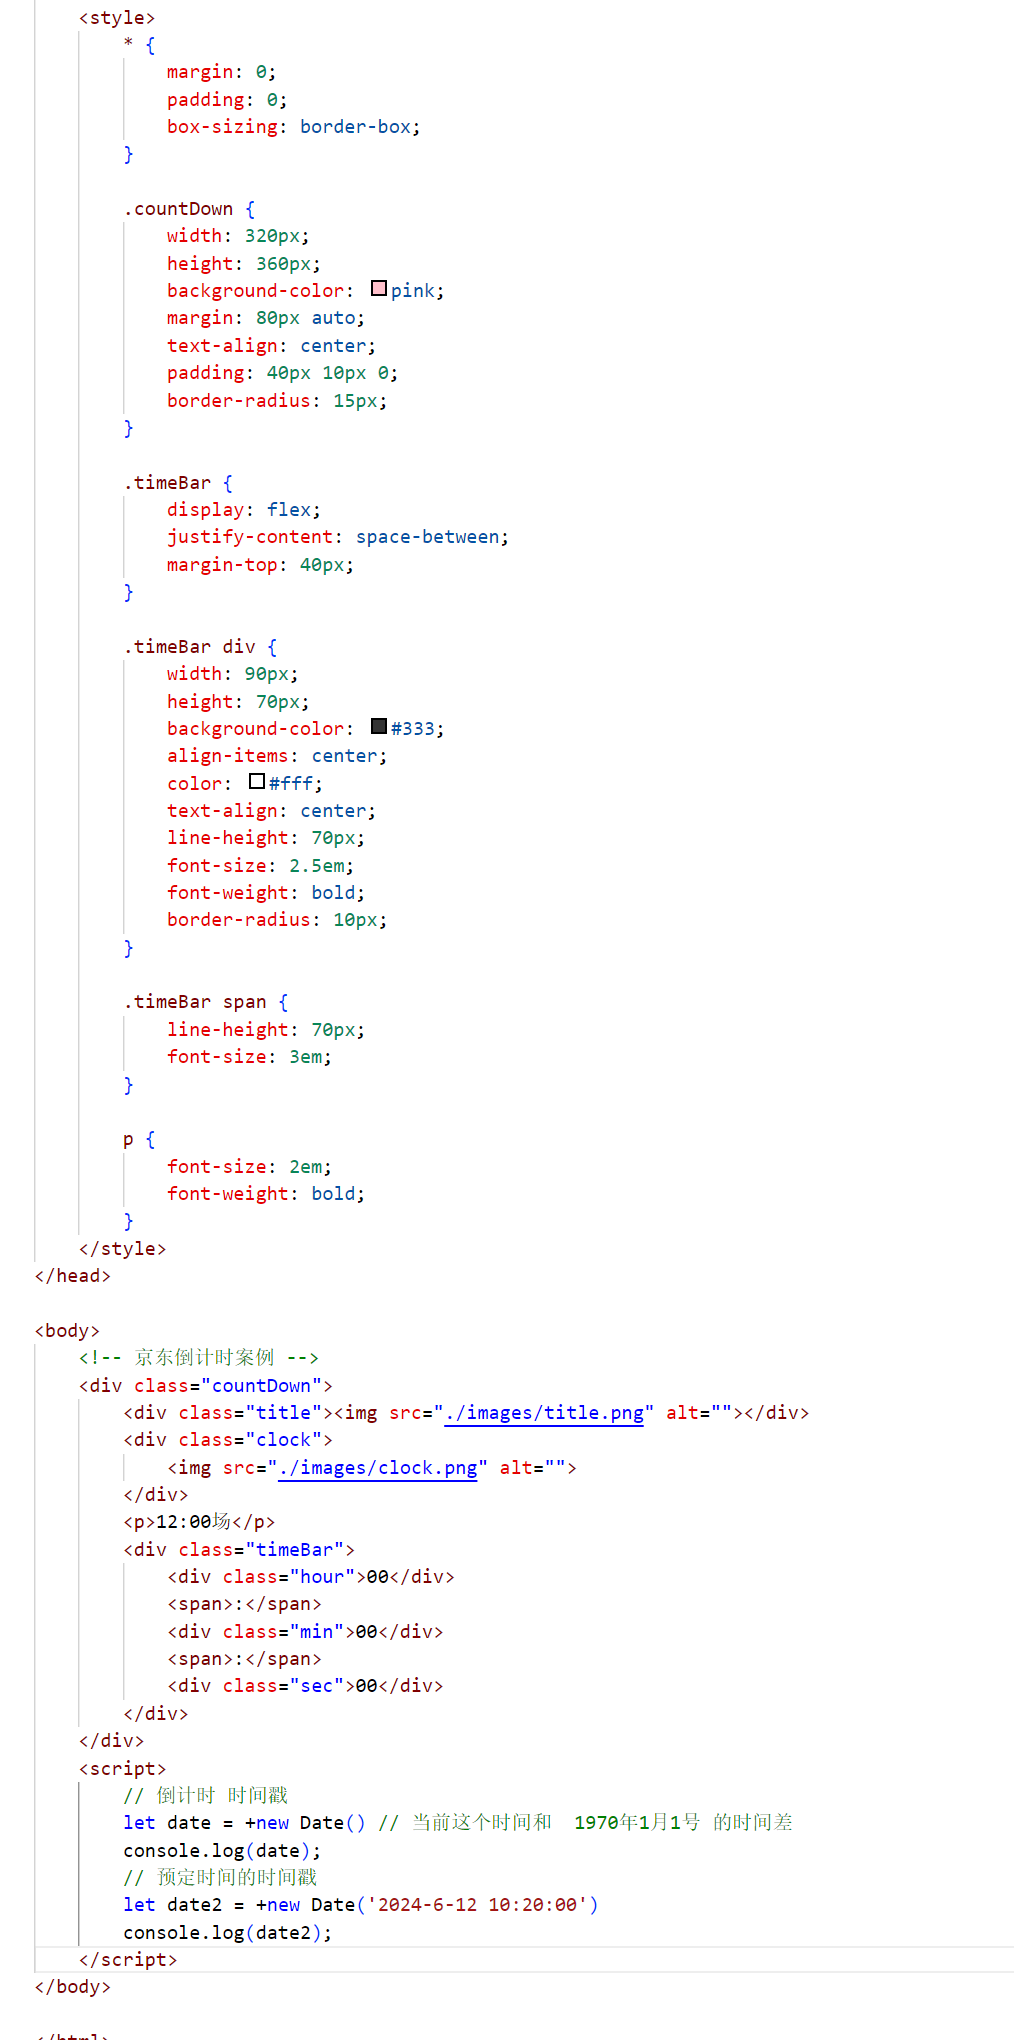 <style>
* {
margin: 0;
padding: 0;
box-sizing: border-box;
}
.countDown {
width: 320px;
height: 360px;
background-color: pink;
margin: 80px auto;
text-align: center;
padding: 40px 10px 0;
border-radius: 15px;
}
.timeBar {
display: flex;
justify-content: space-between;
margin-top: 40px;
}
.timeBar div {
width: 90px;
height: 70px;
background-color: #333;
align-items: center;
color: #fff;
text-align: center;
line-height: 70px;
font-size: 2.5em;
font-weight: bold;
border-radius: 10px;
}
.timeBar span {
line-height: 70px;
font-size: 3em;
}
p {
font-size: 2em;
font-weight: bold;
}
</style>
</head>
<body>
<!-- 京东倒计时案例 -->
<div class="countDown">
<div class="title"><img src="./images/title.png" alt=""></div>
<div class="clock">
<img src="./images/clock.png" alt="">
</div>
<p>12:00场</p>
<div class="timeBar">
<div class="hour">00</div>
<span>:</span>
<div class="min">00</div>
<span>:</span>
<div class="sec">00</div>
</div>
</div>
<script>
// 倒计时 时间戳
let date = +new Date() // 当前这个时间和  1970年1月1号 的时间差
console.log(date);
// 预定时间的时间戳
let date2 = +new Date('2024-6-12 10:20:00')
console.log(date2);
</script>
</body>